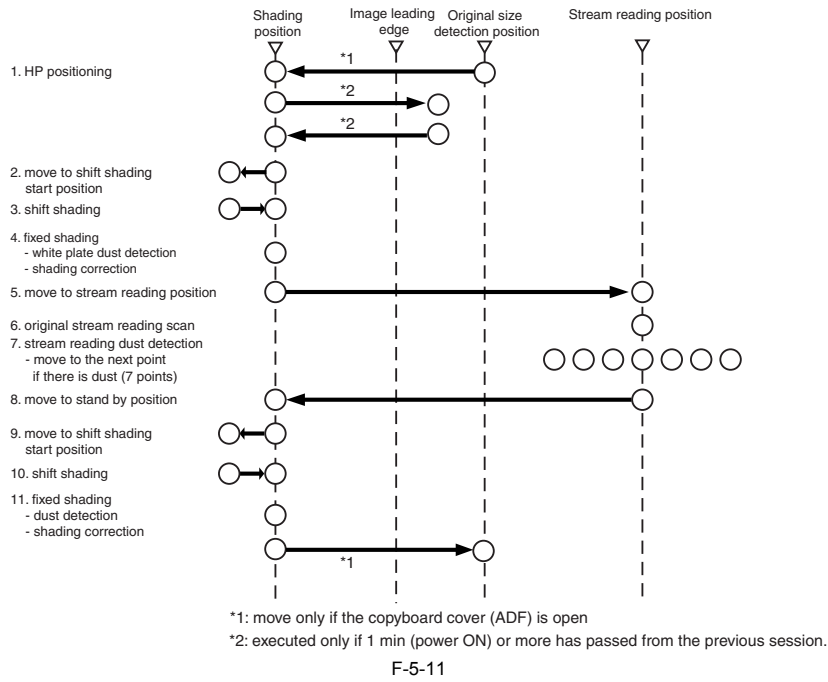 Shading
position
Image leading
edge
Original size
detection position
Stream reading position
1. HP positioning
*1
*2
*2
2. move to shift shading
start position
3. shift shading
4. fixed shading
- white plate dust detection
- shading correction
5. move to stream reading position
6. original stream reading scan
7. stream reading dust detection
- move to the next point
if there is dust (7 points)
8. move to stand by position
9. move to shift shading
start position
10. shift shading
11. fixed shading
- dust detection
- shading correction
*1
*1: move only if the copyboard cover (ADF) is open
*2: executed only if 1 min (power ON) or more has passed from the previous session.
F-5-11